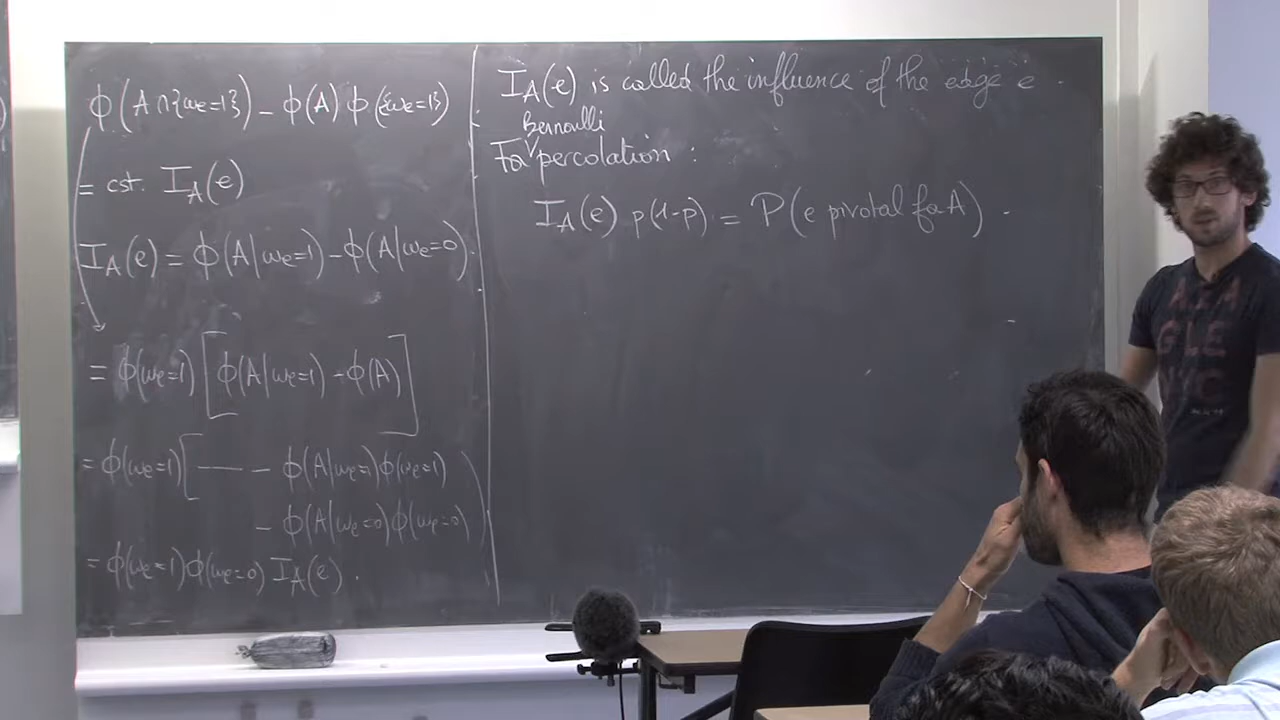 ϕ(A∩{ωe=1}) – ϕ(A) ϕ({ωe=1})
= cst. I_A(e)
I_A(e) = ϕ(A|ωe=1) – ϕ(A|ωe=0).
= ϕ(ωe=1) [ϕ(A|ωe=1) – ϕ(A)]
= ϕ(ωe=1) [ —— – ϕ(A|ωe=1)ϕ(ωe=1)
– ϕ(A|ωe=0)ϕ(ωe=0)
= ϕ(ωe=1)ϕ(ωe=0) I_A(e).
I_A(e) is called the influence of the edge e.
Bernoulli
For percolation :
I_A(e) p(1-p) = P(e pivotal for A).